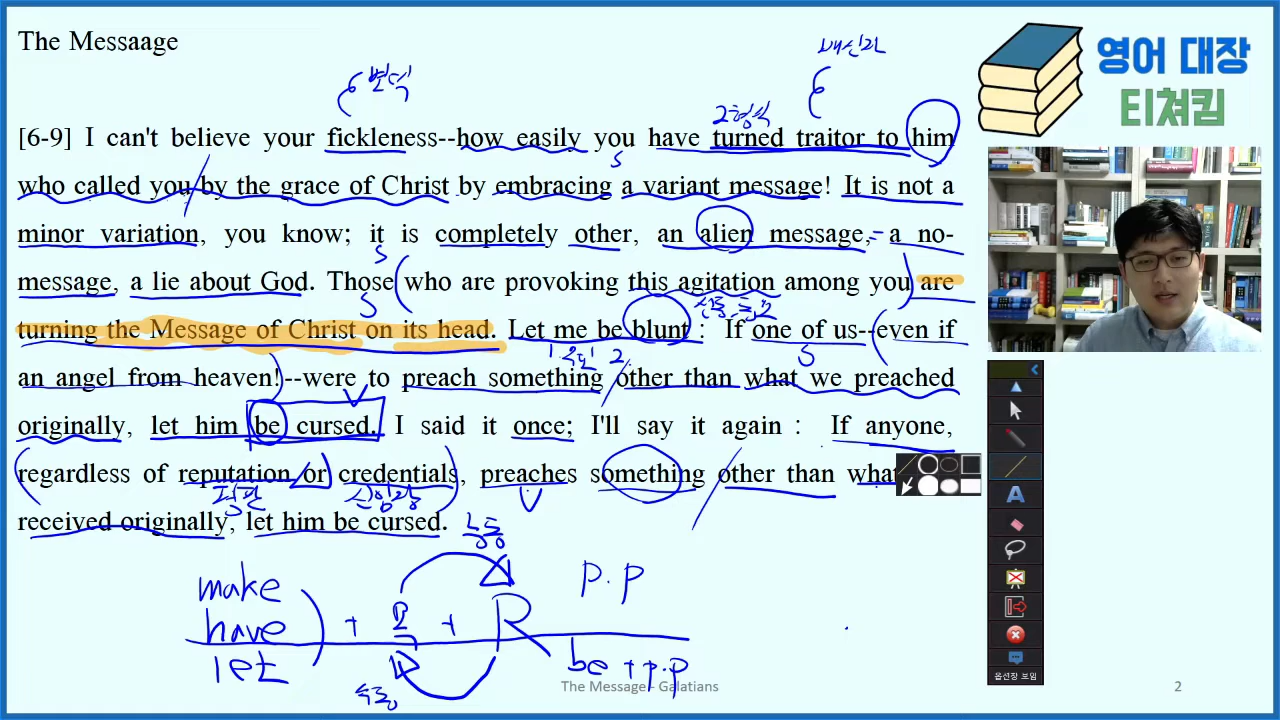 The Messaage
영어 대장
티쳐킴
변덕
배신자
2형식
[6-9] I can't believe your fickleness--how easily you have turned traitor to him
S
who called you by the grace of Christ by embracing a variant message! It is not a
minor variation, you know; it is completely other, an alien message, a no-
S
message, a lie about God. Those who are provoking this agitation among you are
S
turning the Message of Christ on its head. Let me be blunt : If one of us--even if
S
an angel from heaven!--were to preach something other than what we preached
originally, let him be cursed. I said it once; I'll say it again : If anyone,
regardless of reputation or credentials, preaches something other than what
평판
received originally, let him be cursed.
능동
make
have
let
+ 목 + R
p.p
be + p.p
수동
The Message - Galatians
2
A
옵션창 보임